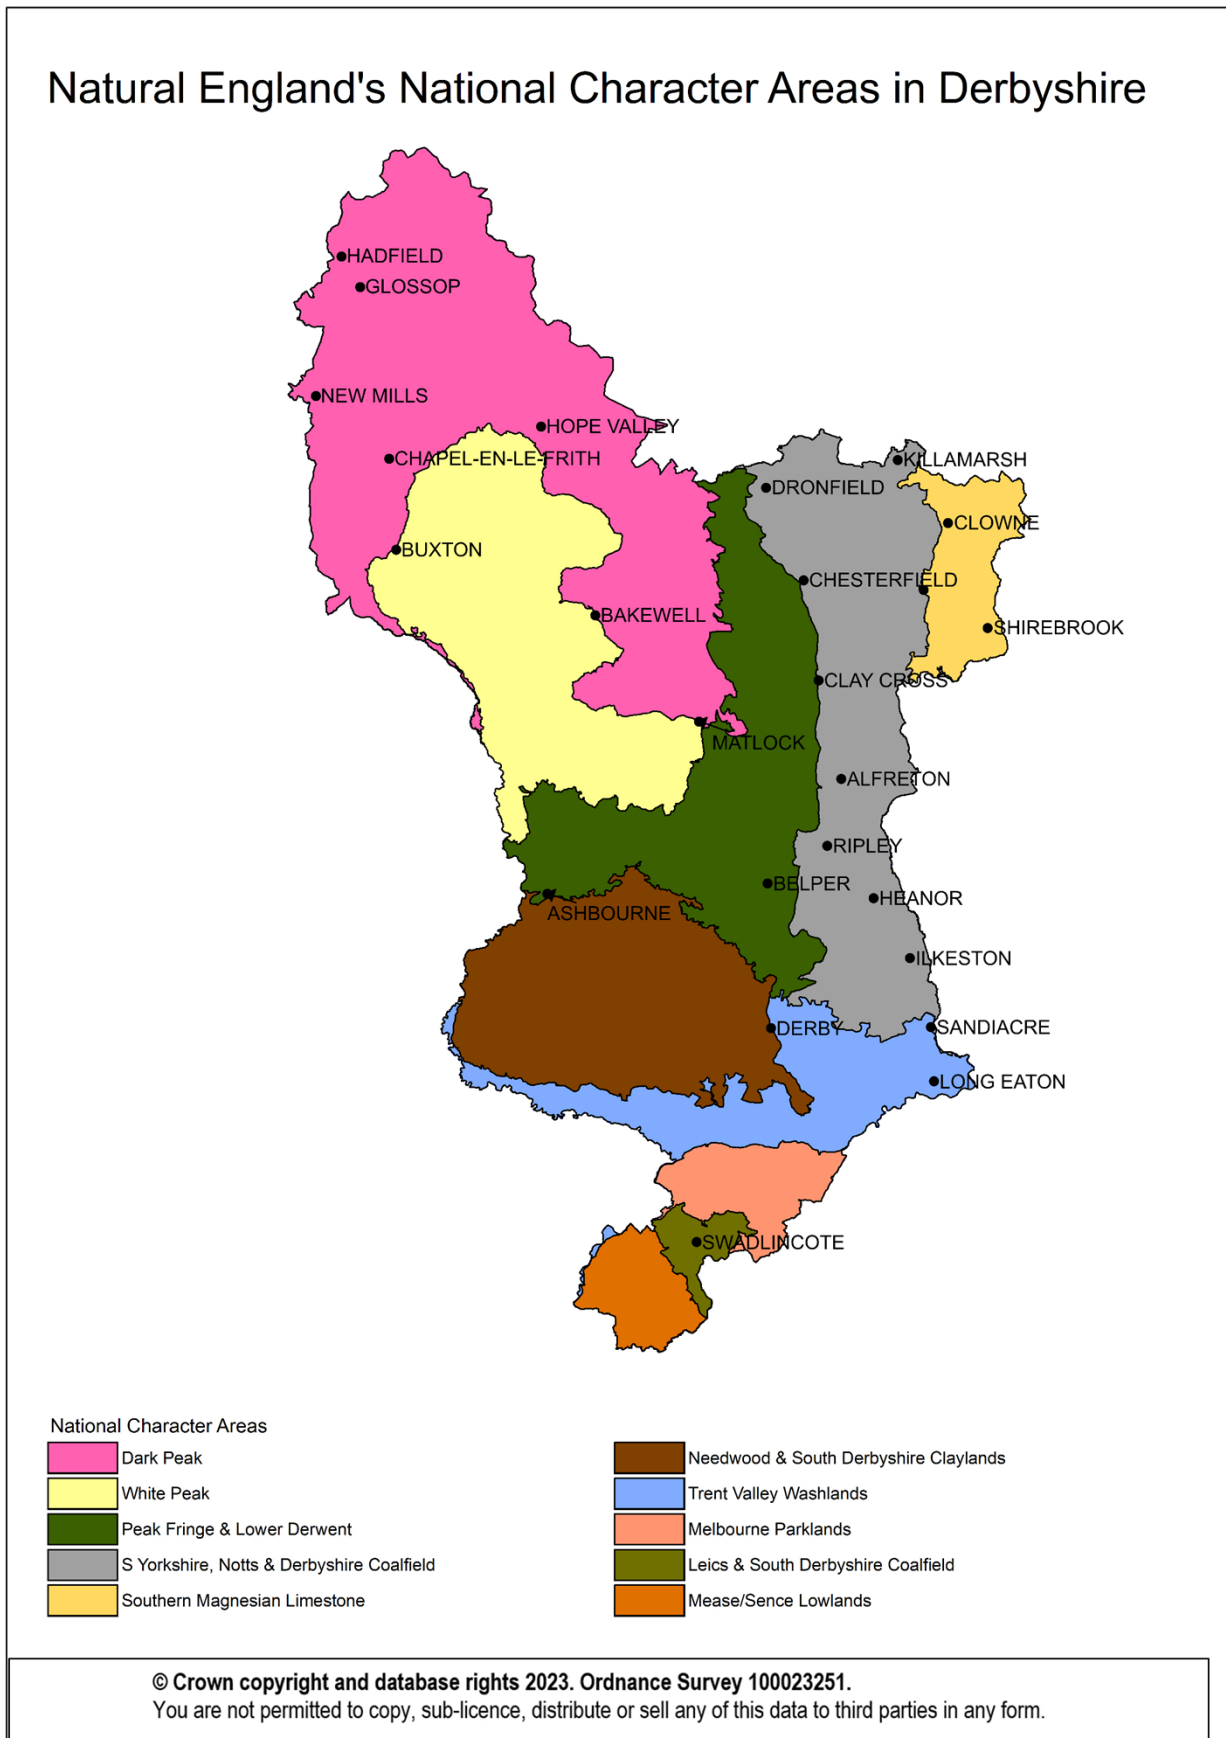 Natural England's National Character Areas in Derbyshire
HADFIELD
GLOSSOP
NEW MILLS
HOPE VALLEY
CHAPEL-EN-LE-FRITH
KILLAMARSH
DRONFIELD
CLOWNE
BUXTON
CHESTERFIELD
BAKEWELL
SHIREBROOK
CLAY CROSS
MATLOCK
ALFRETON
RIPLEY
BELPER
HEANOR
ASHBOURNE
ILKESTON
DERBY
SANDIACRE
LONG EATON
SWADLINCOTE
National Character Areas
Dark Peak
White Peak
Peak Fringe & Lower Derwent
S Yorkshire, Notts & Derbyshire Coalfield
Southern Magnesian Limestone
Needwood & South Derbyshire Claylands
Trent Valley Washlands
Melbourne Parklands
Leics & South Derbyshire Coalfield
Mease/Sence Lowlands
© Crown copyright and database rights 2023. Ordnance Survey 100023251.
You are not permitted to copy, sub-licence, distribute or sell any of this data to third parties in any form.